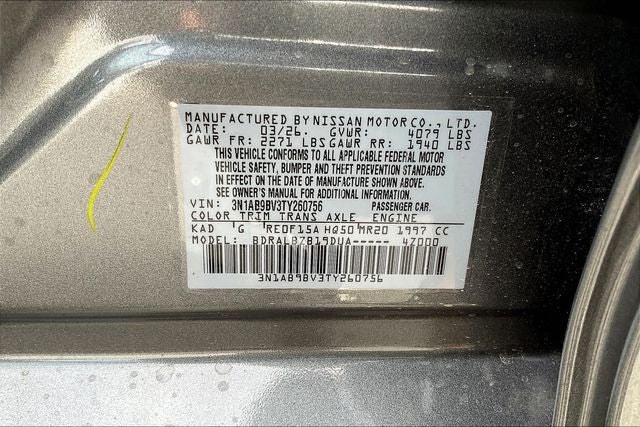 MANUFACTURED BY NISSAN MOTOR CO., LTD.
DATE: 03/26. GVWR: 4079 LBS
GAWR FR: 2271 LBS GAWR RR: 1940 LBS
THIS VEHICLE CONFORMS TO ALL APPLICABLE FEDERAL MOTOR
VEHICLE SAFETY, BUMPER AND THEFT PREVENTION STANDARDS
IN EFFECT ON THE DATE OF MANUFACTURE SHOWN ABOVE.
SEE OWNER'S MANUAL FOR ADDITIONAL INFORMATION.
VIN: 3N1AB9BV3TY260756 PASSENGER CAR.
COLOR TRIM TRANS AXLE ENGINE
KAD 'G 'RE0F15A HQ50 'MR20 1997 CC
MODEL: BDRALBZB19DUA----- 4Z000
3N1AB9BV3TY260756